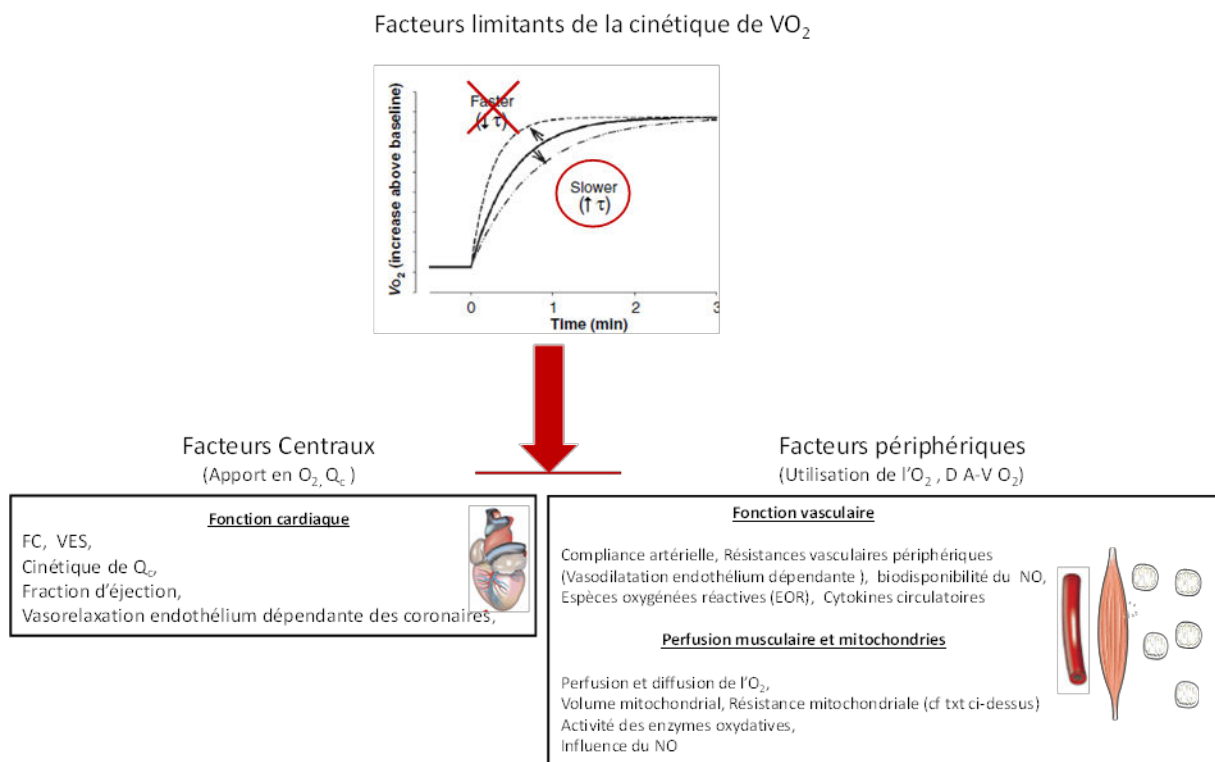 Facteurs limitants de la cinétique de VO₂
Faster
(↓ τ)
Slower
(↑ τ)
Vo₂ (increase above baseline)
0 1 2 3
Time (min)
Facteurs Centraux
(Apport en O₂, Qc )
Fonction cardiaque
FC, VES,
Cinétique de Qc,
Fraction d'éjection,
Vasorelaxation endothélium dépendante des coronaires,
Facteurs périphériques
(Utilisation de l'O₂ , D A-V O₂)
Fonction vasculaire
Compliance artérielle, Résistances vasculaires périphériques
(Vasodilatation endothélium dépendante ), biodisponibilité du NO,
Espèces oxygénées réactives (EOR), Cytokines circulatoires
Perfusion musculaire et mitochondries
Perfusion et diffusion de l'O₂,
Volume mitochondrial, Résistance mitochondriale (cf txt ci-dessus)
Activité des enzymes oxydatives,
Influence du NO